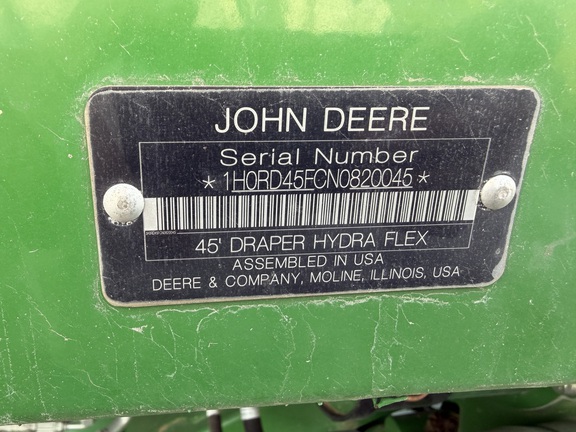 JOHN DEERE
Serial Number
*1H0RD45FCN0820045*
45' DRAPER HYDRA FLEX
ASSEMBLED IN USA
DEERE & COMPANY, MOLINE, ILLINOIS, USA